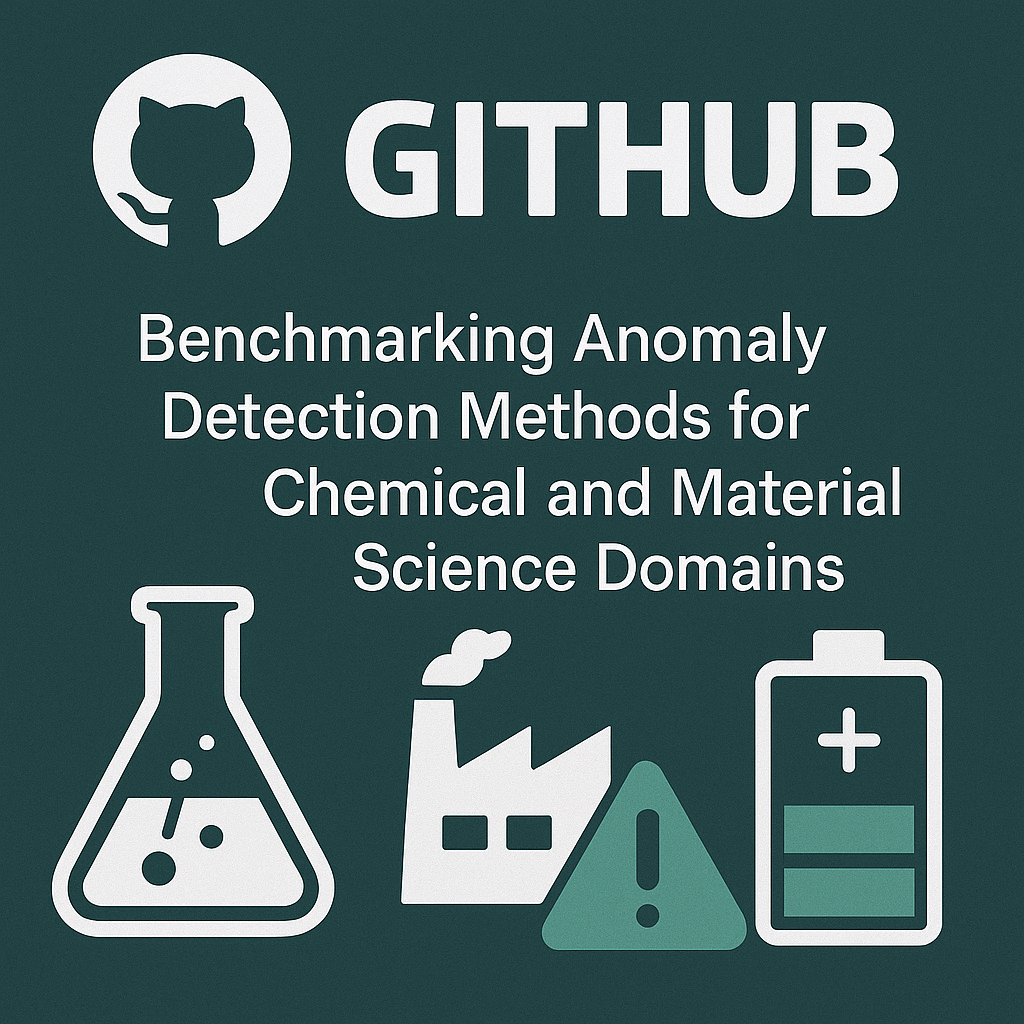 GITHUB
Benchmarking Anomaly
Detection Methods for
Chemical and Material
Science Domains